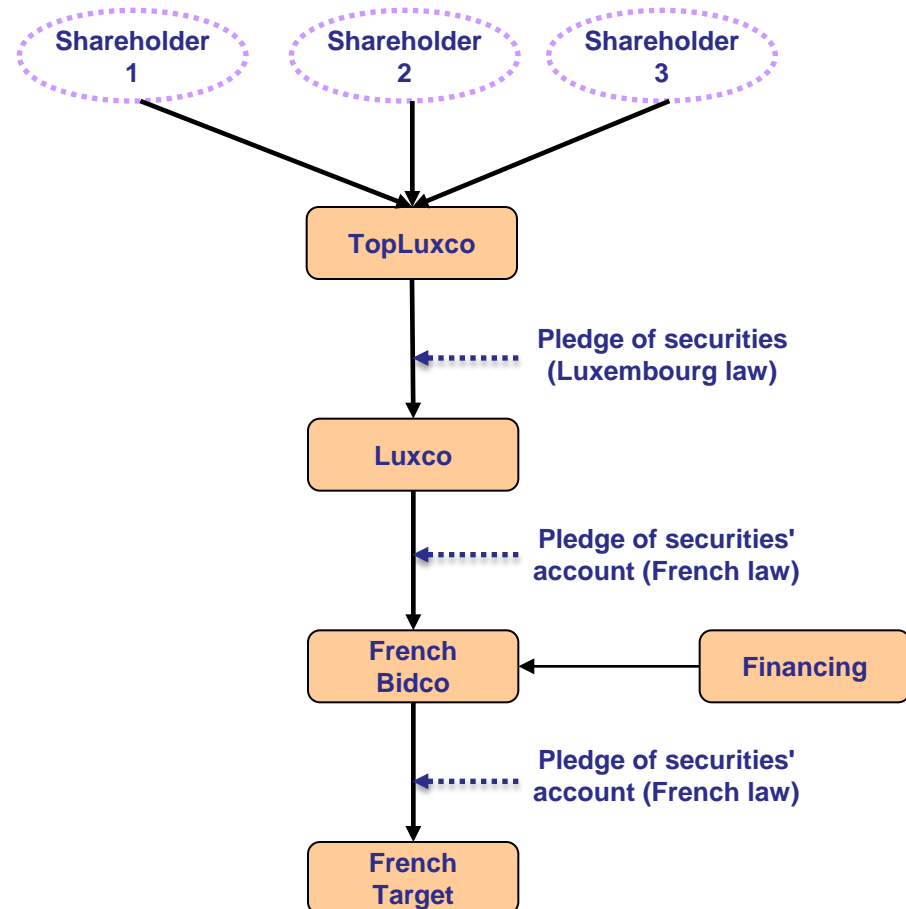 Shareholder
1
Shareholder
2
Shareholder
3
TopLuxco
Pledge of securities
(Luxembourg law)
Luxco
Pledge of securities'
account (French law)
French
Bidco
Financing
Pledge of securities'
account (French law)
French
Target